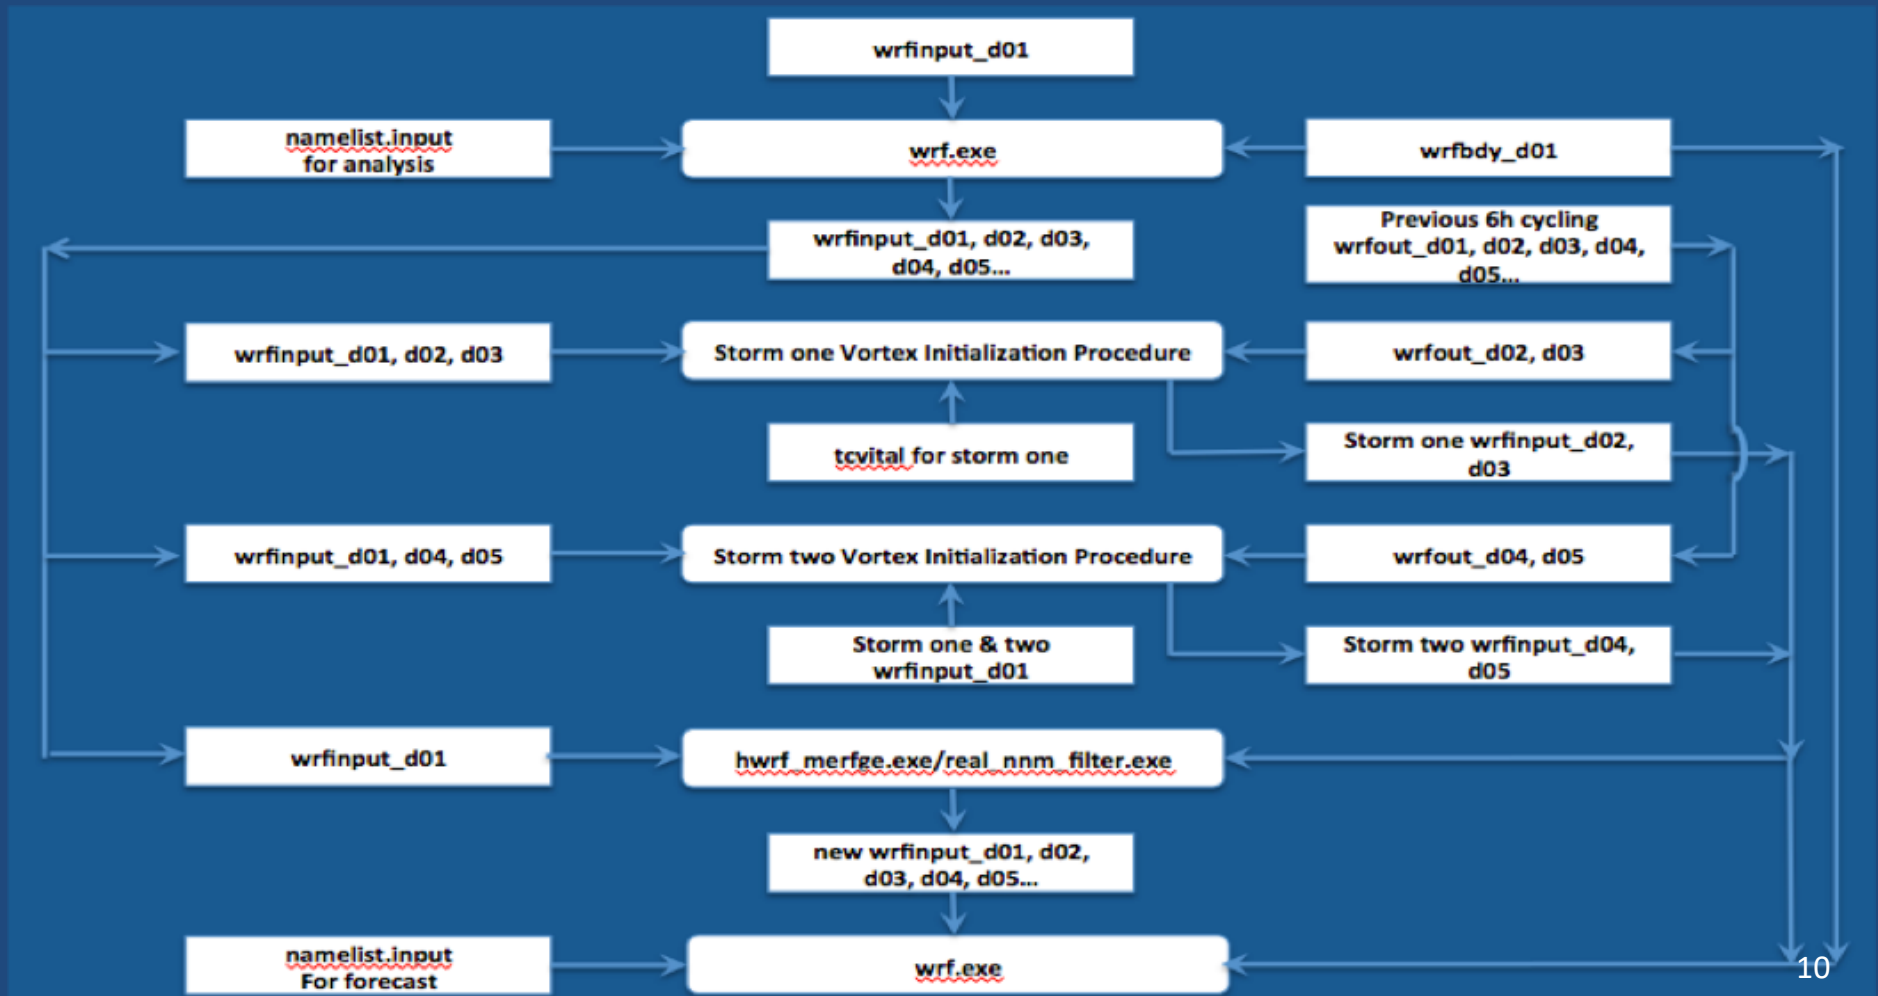 wrfinput_d01
namelist.input
for analysis
wrf.exe
wrfbdy_d01
wrfinput_d01, d02, d03,
d04, d05...
Previous 6h cycling
wrfout_d01, d02, d03, d04,
d05...
wrfinput_d01, d02, d03
Storm one Vortex Initialization Procedure
wrfout_d02, d03
tcvital for storm one
Storm one wrfinput_d02,
d03
wrfinput_d01, d04, d05
Storm two Vortex Initialization Procedure
wrfout_d04, d05
Storm one & two
wrfinput_d01
Storm two wrfinput_d04,
d05
wrfinput_d01
hwrf_merfge.exe/real_nnm_filter.exe
new wrfinput_d01, d02,
d03, d04, d05...
namelist.input
For forecast
wrf.exe
10